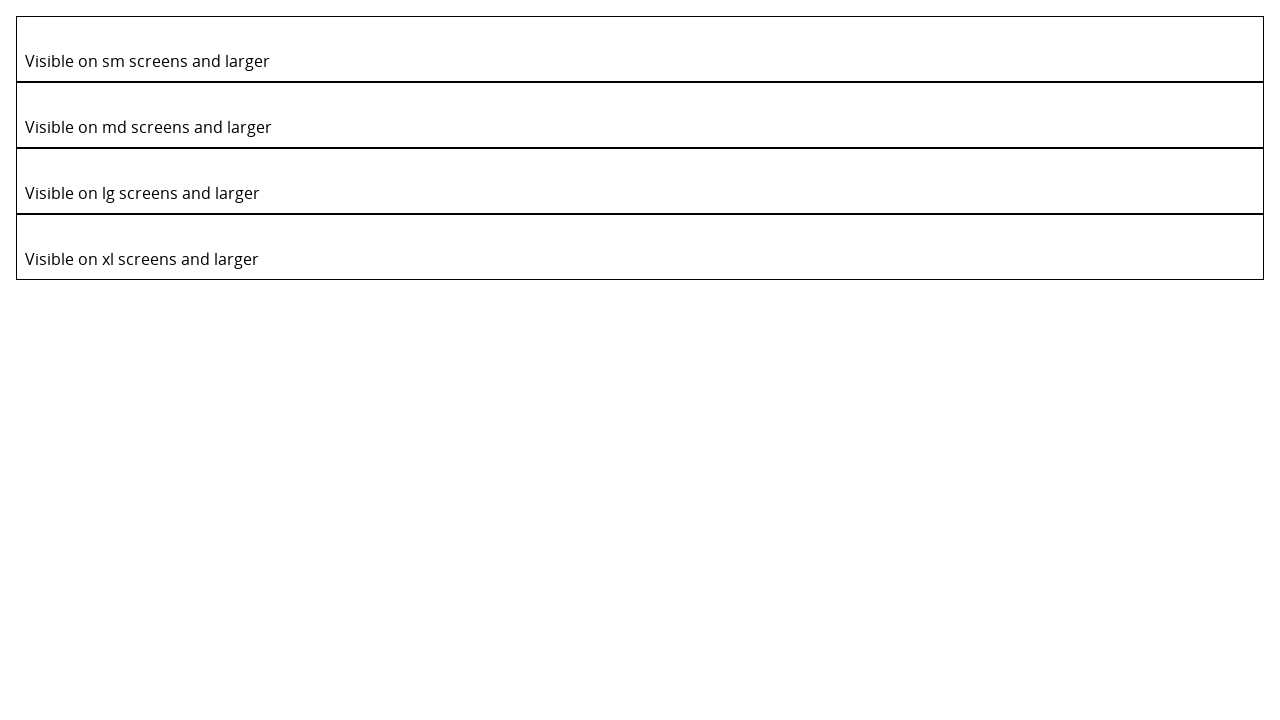 Visible on sm screens and larger
Visible on md screens and larger
Visible on lg screens and larger
Visible on xl screens and larger